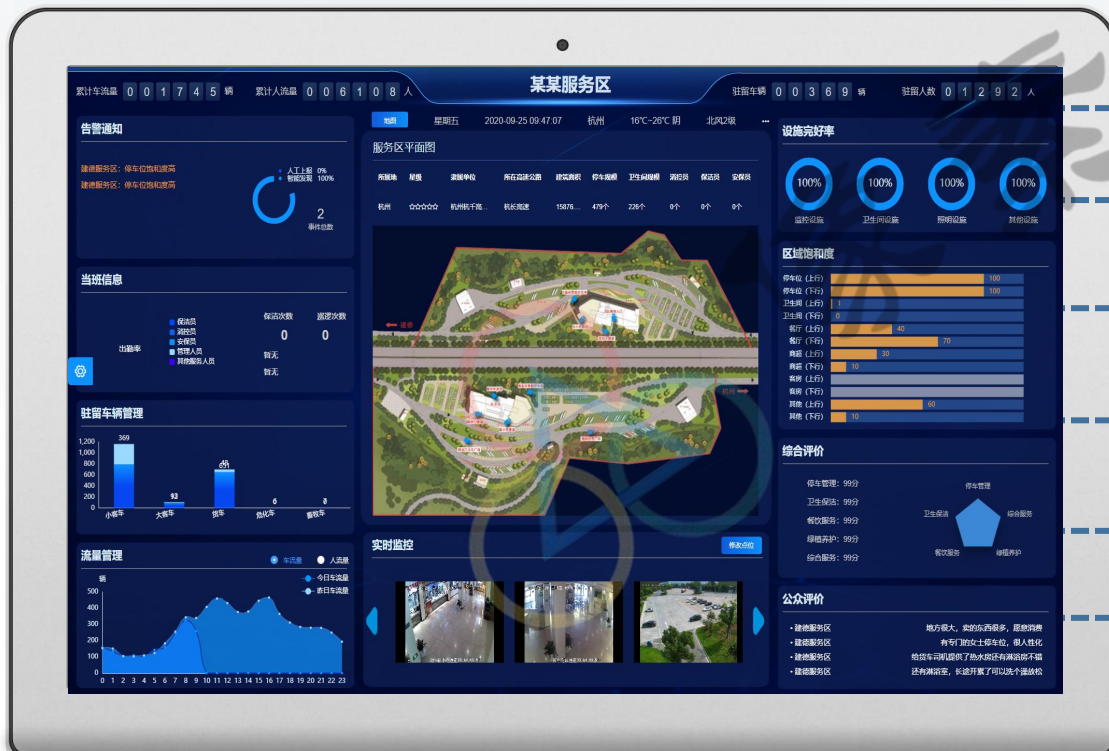 某某服务区
累计车流量 001745 辆 累计人流量 006108 人
驻留车辆 00369 辆 驻留人数 01292 人
地图 星期五 2020-09-25 09:47:07 杭州 16℃~26℃ 阴 北风2级 •••
告警通知
建德服务区：停车位饱和度高
建德服务区：停车位饱和度高
人工上报 0%
智能发现 100%
2
事件总数
当班信息
出勤率
保洁员
消控员
安保员
管理人员
其他服务人员
保洁次数 巡逻次数
0 0
暂无
暂无
驻留车辆管理
1,200
1,000
800
600
400
200
0
369
93
6
小客车 大客车 货车 危化车 畜牧车
流量管理
车流量 人流量
今日车流量
昨日车流量
辆
500
400
300
200
100
0
0 1 2 3 4 5 6 7 8 9 10 11 12 13 14 15 16 17 18 19 20 21 22 23
服务区平面图
所属地 星级 隶属单位 所在高速公路 建筑面积 停车规模 卫生间规模 消控员 保洁员 安保员
杭州 ☆☆☆☆☆ 杭州杭千高... 杭长高速 15876.... 479个 226个 0个 0个 0个
杭州
实时监控
修改点位
设施完好率
100% 100% 100% 100%
监控设施 卫生间设施 照明设施 其他设施
区域饱和度
停车位 (上行) 100
停车位 (下行) 100
卫生间 (上行) 1
卫生间 (下行) 0
餐厅 (上行) 40
餐厅 (下行) 70
商超 (上行) 30
商超 (下行) 10
客房 (上行)
客房 (下行)
其他 (上行) 60
其他 (下行) 10
综合评价
停车管理：99分
卫生保洁：99分
餐饮服务：99分
绿植养护：99分
综合服务：99分
停车管理
卫生保洁
综合服务
餐饮服务
绿植养护
公众评价
• 建德服务区 地方很大，卖的东西很多，愿意消费
• 建德服务区 有专门的女士停车位，很人性化
• 建德服务区 给货车司机提供了热水房还有淋浴房不错
• 建德服务区 还有淋浴室，长途开累了可以洗个澡放松